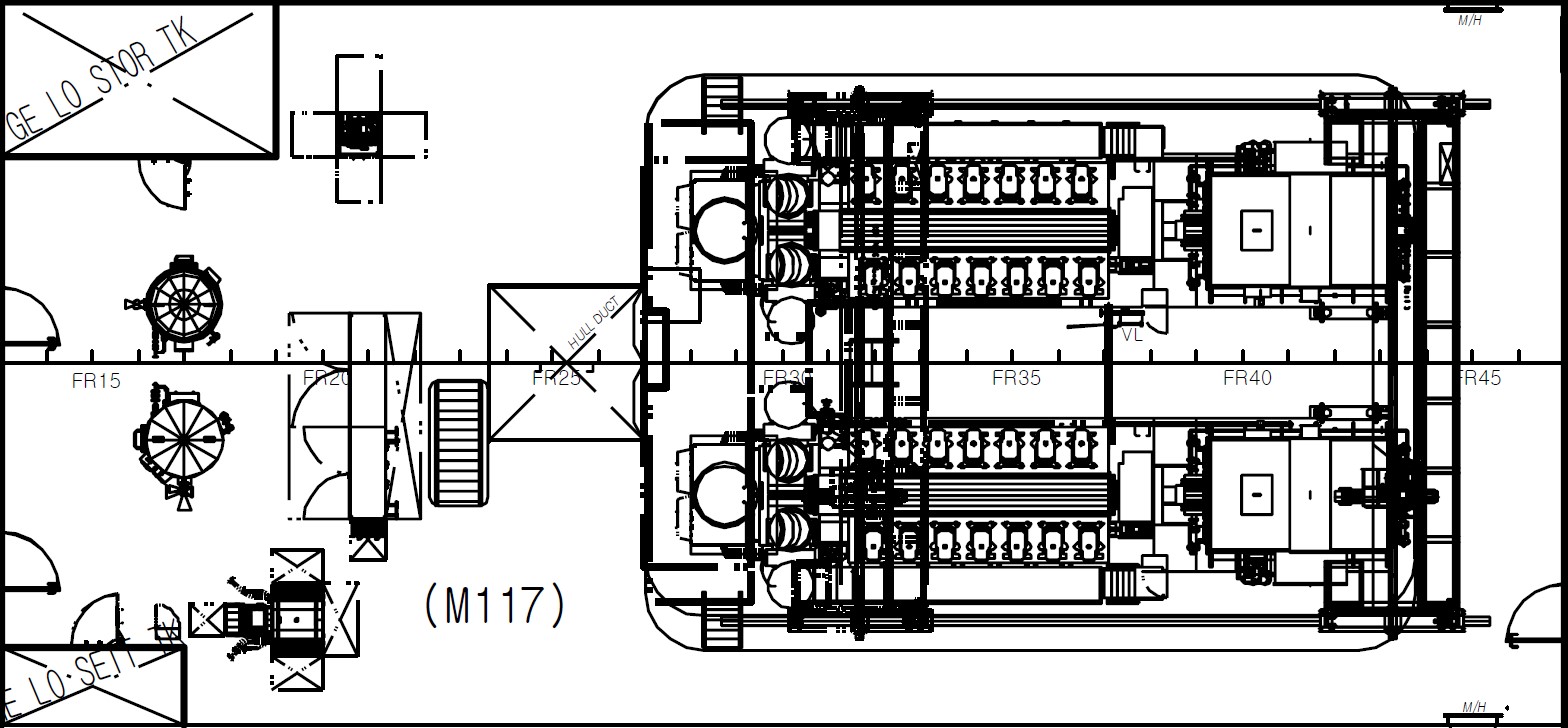 M/H
GE LO STOR TK
HULL DUCT
VL
FR15
FR20
FR25
FR30
FR35
FR40
FR45
(M117)
E LO SETT TK
M/H